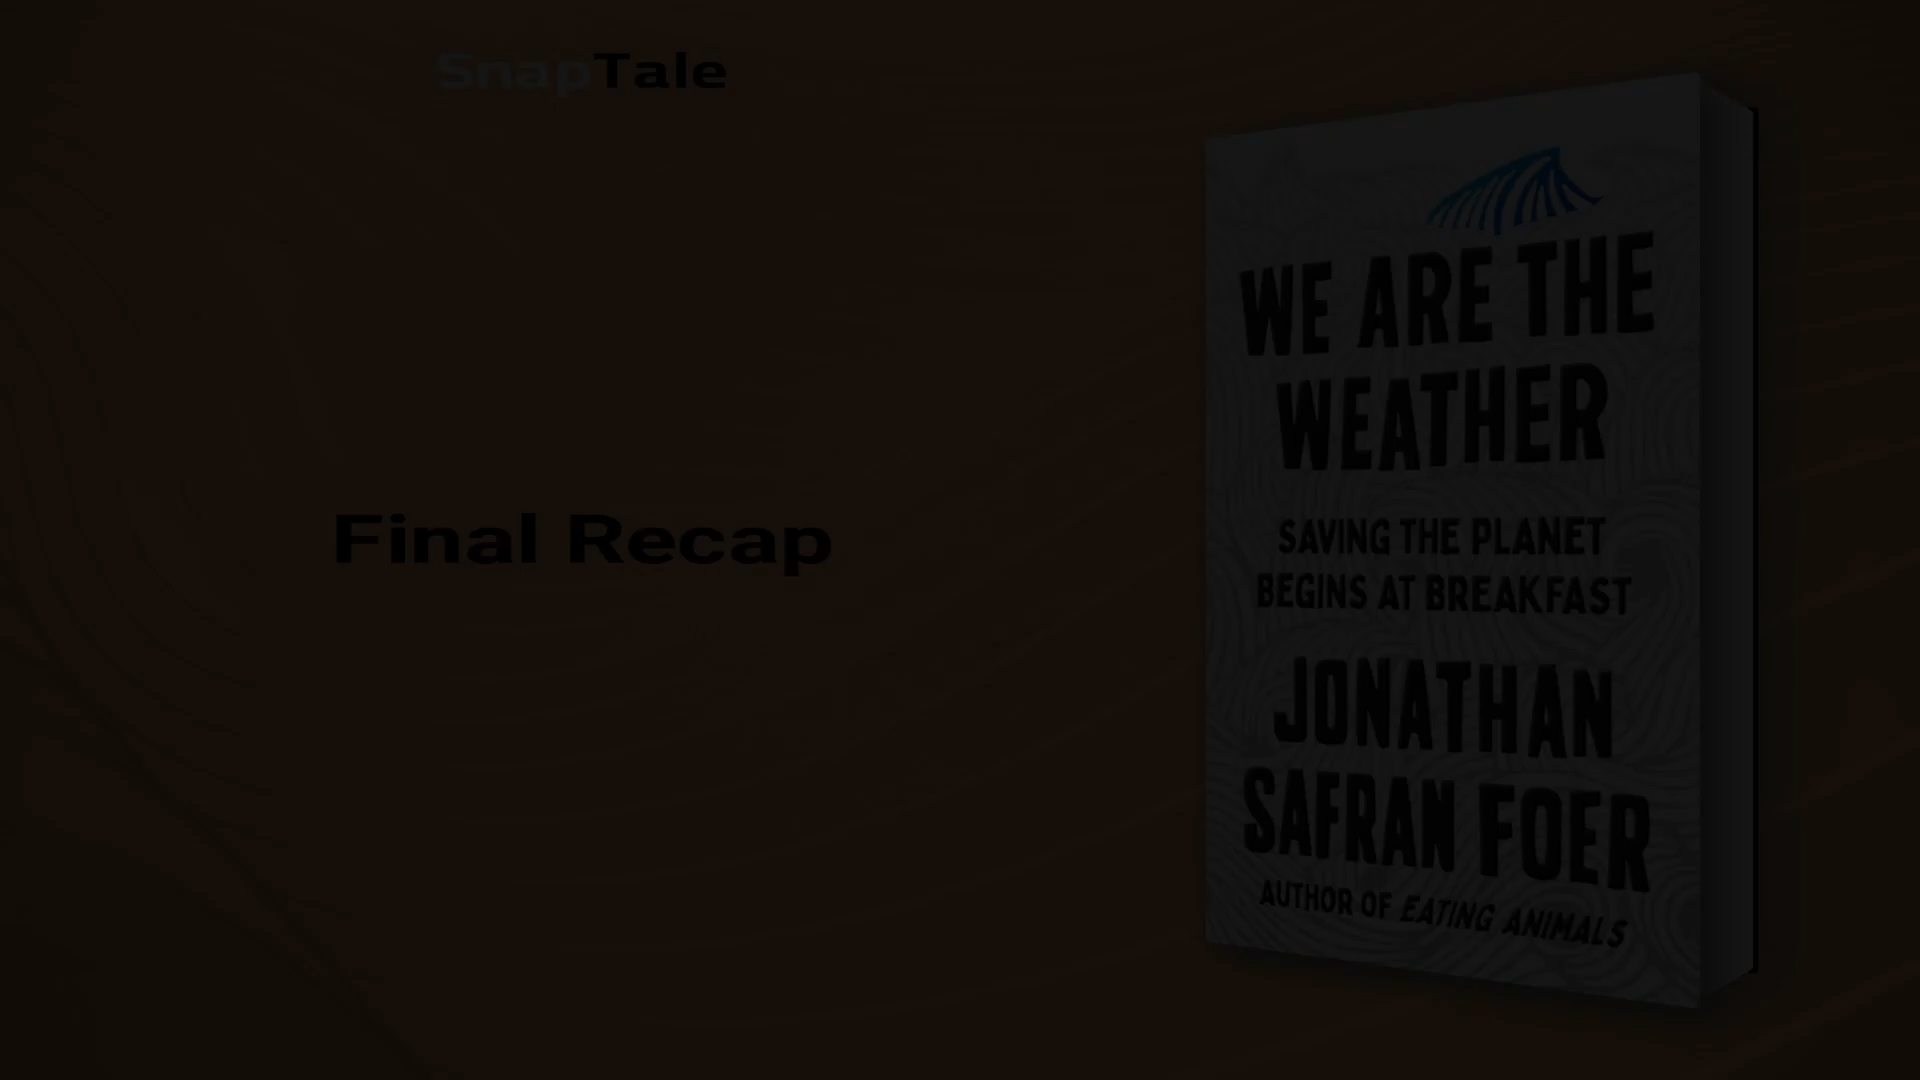 SnapTale
Final Recap
WE ARE THE
WEATHER
SAVING THE PLANET
BEGINS AT BREAKFAST
JONATHAN
SAFRAN FOER
AUTHOR OF EATING ANIMALS